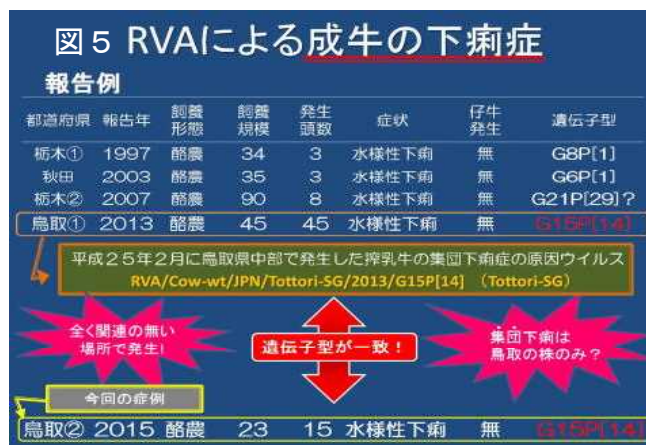 図5 RVAによる成牛の下痢症
報告例
都道府県 報告年 飼養形態 飼養規模 発生頭数 症状 仔牛発生 遺伝子型
栃木① 1997 酪農 34 3 水様性下痢 無 G8P[1]
秋田 2003 酪農 35 3 水様性下痢 無 G6P[1]
栃木② 2007 酪農 90 8 水様性下痢 無 G21P[29]?
鳥取① 2013 酪農 45 45 水様性下痢 無 G15P[14]
平成25年2月に鳥取県中部で発生した搾乳牛の集団下痢症の原因ウイルス
RVA/Cow-wt/JPN/Tottori-SG/2013/G15P[14] (Tottori-SG)
全く関連の無い
場所で発生!
遺伝子型が一致!
集団下痢は
鳥取の株のみ?
今回の症例
鳥取② 2015 酪農 23 15 水様性下痢 無 G15P[14]